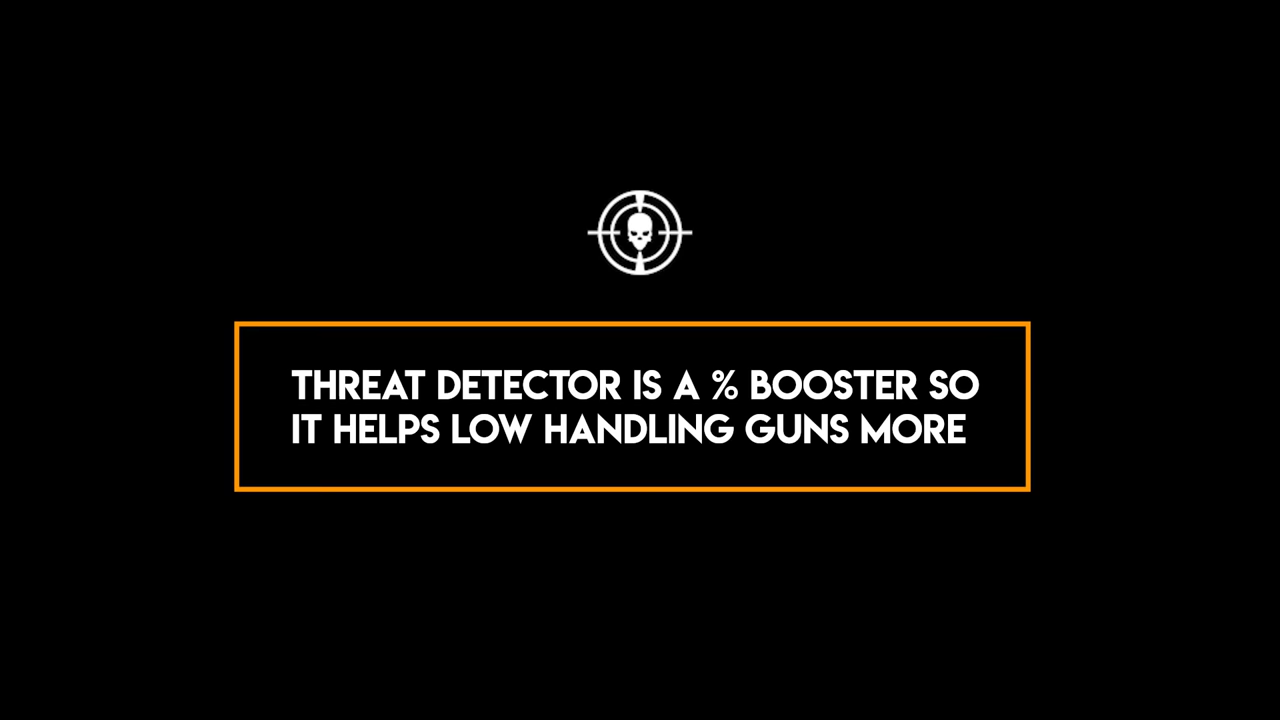 THREAT DETECTOR IS A % BOOSTER SO
IT HELPS LOW HANDLING GUNS MORE